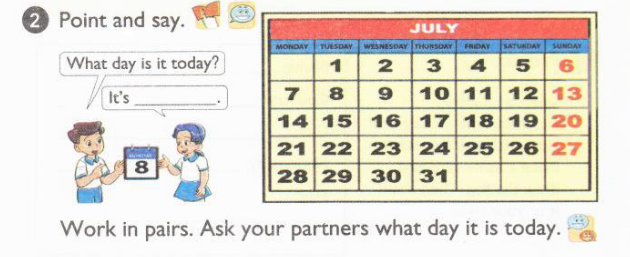 2 Point and say.
What day is it today?
It's ________.
8
JULY
MONDAY TUESDAY WEDNESDAY THURSDAY FRIDAY SATURDAY SUNDAY
1 2 3 4 5 6
7 8 9 10 11 12 13
14 15 16 17 18 19 20
21 22 23 24 25 26 27
28 29 30 31
Work in pairs. Ask your partners what day it is today.